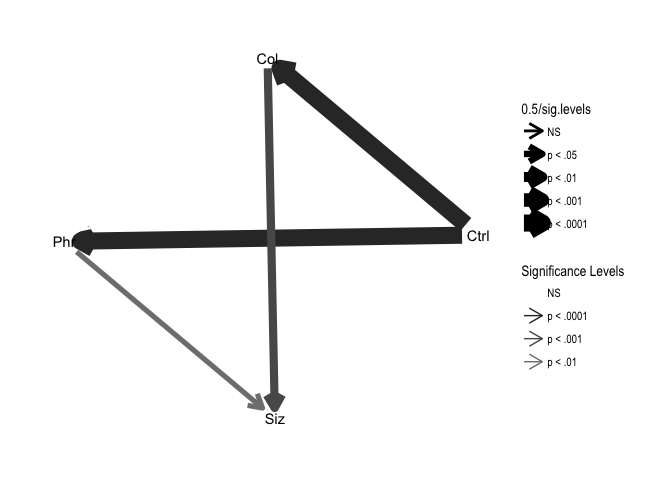 Col
Phr
Ctrl
Siz
0.5/sig.levels
NS
p < .05
p < .01
p < .001
p < .0001
Significance Levels
NS
p < .0001
p < .001
p < .01